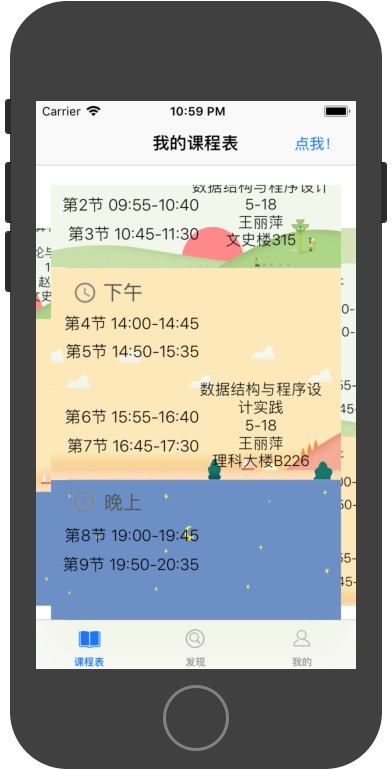 Carrier 10:59 PM
我的课程表 点我！
数据结构与程序设计
第2节 09:55-10:40 5-18
王丽萍
第3节 10:45-11:30 文史楼315
下午
第4节 14:00-14:45
第5节 14:50-15:35
数据结构与程序设
计实践
第6节 15:55-16:40 5-18
王丽萍
第7节 16:45-17:30 理科大楼B226
晚上
第8节 19:00-19:45
第9节 19:50-20:35
课程表 发现 我的